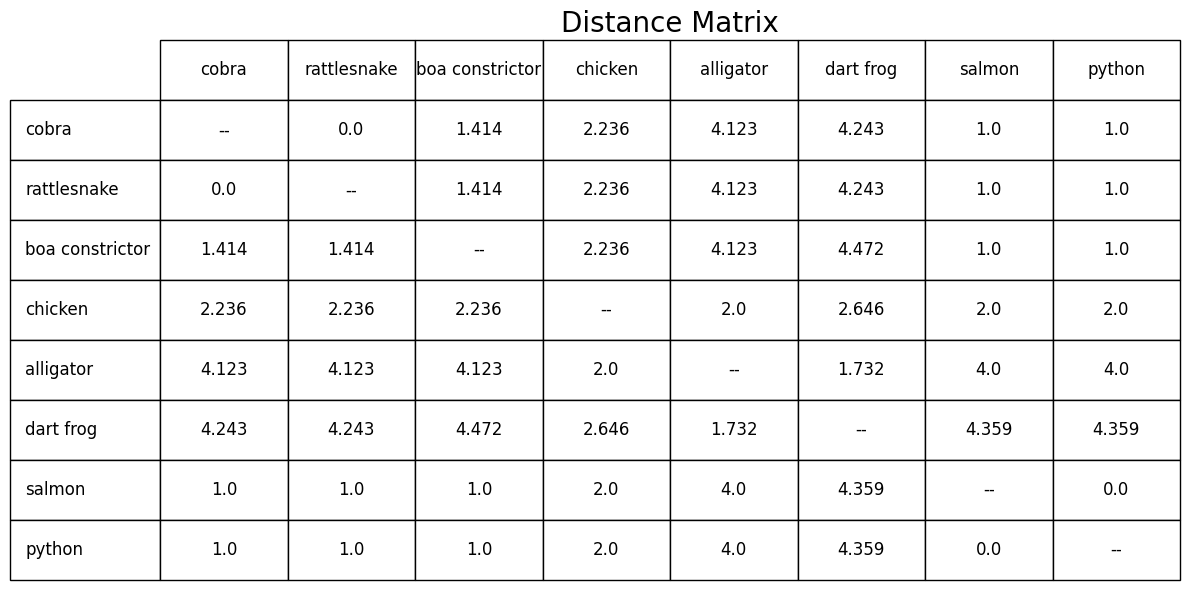 Distance Matrix
cobra rattlesnake boa constrictor chicken alligator dart frog salmon python
cobra -- 0.0 1.414 2.236 4.123 4.243 1.0 1.0
rattlesnake 0.0 -- 1.414 2.236 4.123 4.243 1.0 1.0
boa constrictor 1.414 1.414 -- 2.236 4.123 4.472 1.0 1.0
chicken 2.236 2.236 2.236 -- 2.0 2.646 2.0 2.0
alligator 4.123 4.123 4.123 2.0 -- 1.732 4.0 4.0
dart frog 4.243 4.243 4.472 2.646 1.732 -- 4.359 4.359
salmon 1.0 1.0 1.0 2.0 4.0 4.359 -- 0.0
python 1.0 1.0 1.0 2.0 4.0 4.359 0.0 --